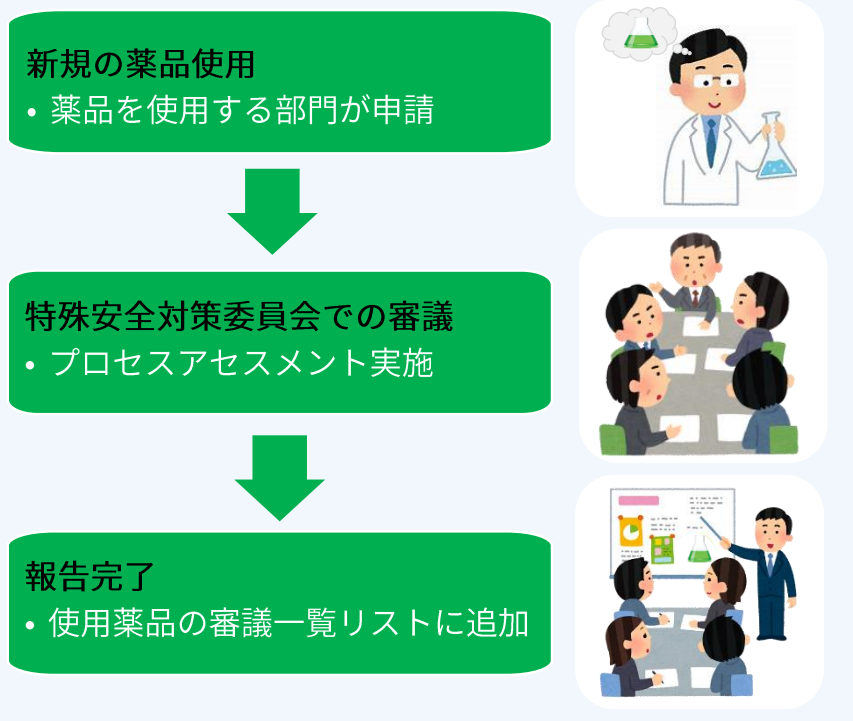 新規の薬品使用
• 薬品を使用する部門が申請
特殊安全対策委員会での審議
• プロセスアセスメント実施
報告完了
• 使用薬品の審議一覧リストに追加